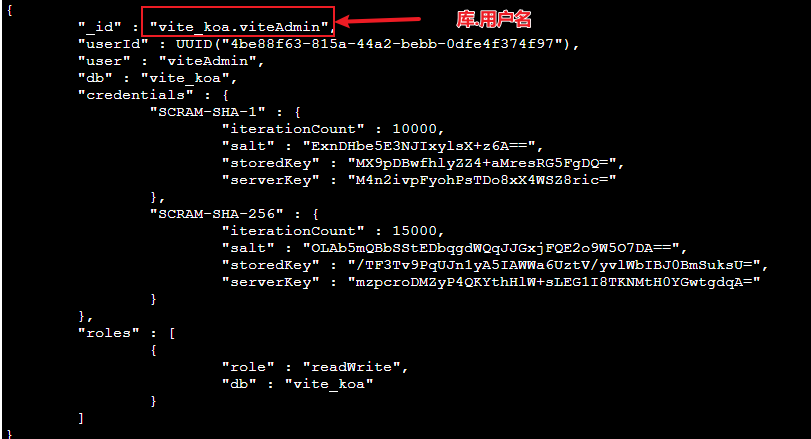 {
"_id" : "vite_koa.viteAdmin", 库.用户名
"userId" : UUID("4be88f63-815a-44a2-bebb-0dfe4f374f97"),
"user" : "viteAdmin",
"db" : "vite_koa",
"credentials" : {
"SCRAM-SHA-1" : {
"iterationCount" : 10000,
"salt" : "ExnDHbe5E3NJIxylsX+z6A==",
"storedKey" : "MX9pDBwfhlyZZ4+aMresRG5FgDQ=",
"serverKey" : "M4n2ivpFyohPsTDo8xX4WSZ8ric="
},
"SCRAM-SHA-256" : {
"iterationCount" : 15000,
"salt" : "OLAb5mQBbSStEDbqgdWQqJJGxjFQE2o9W5O7DA==",
"storedKey" : "/TF3Tv9PqUJn1yA5IAWWa6UztV/yvlWbIBJ0BmSuksU=",
"serverKey" : "mzpcroDMZyP4QKYthHlW+sLEG1I8TKNMtH0YGwtgdqA="
}
},
"roles" : [
{
"role" : "readWrite",
"db" : "vite_koa"
}
]
}